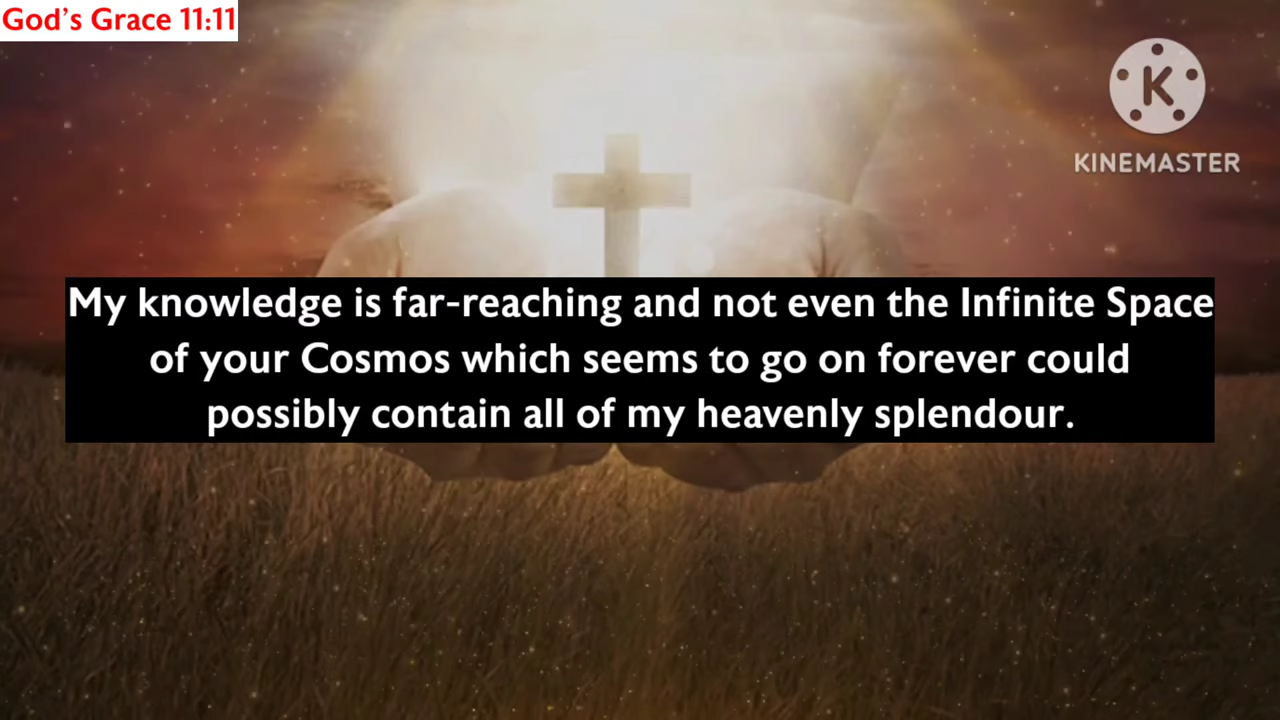 God's Grace 11:11
K
KINEMASTER
My knowledge is far-reaching and not even the Infinite Space
of your Cosmos which seems to go on forever could
possibly contain all of my heavenly splendour.